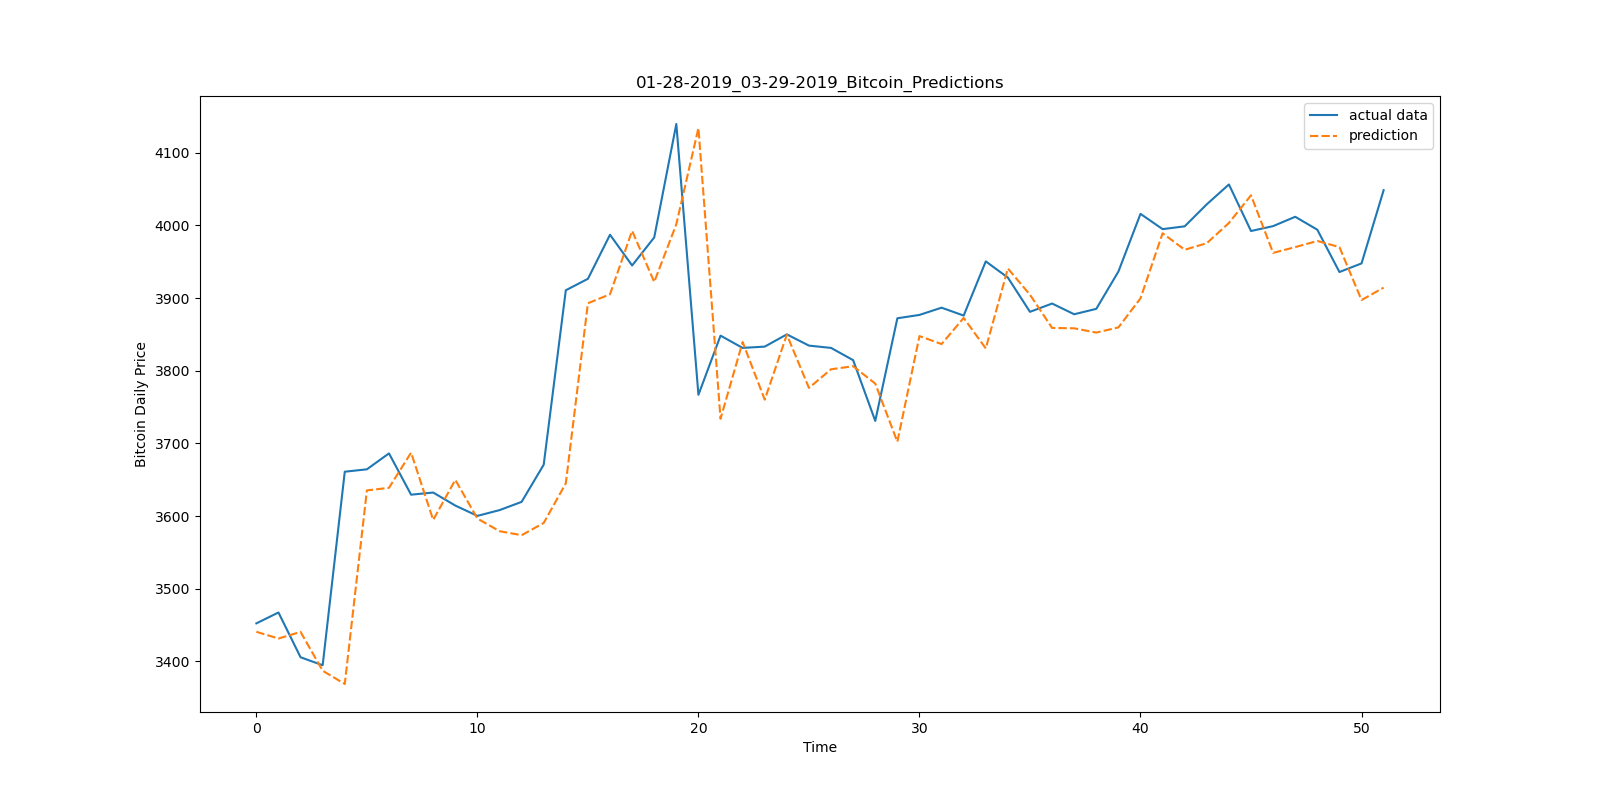 01-28-2019_03-29-2019_Bitcoin_Predictions
actual data
prediction
Bitcoin Daily Price
4100
4000
3900
3800
3700
3600
3500
3400
0 10 20 30 40 50
Time